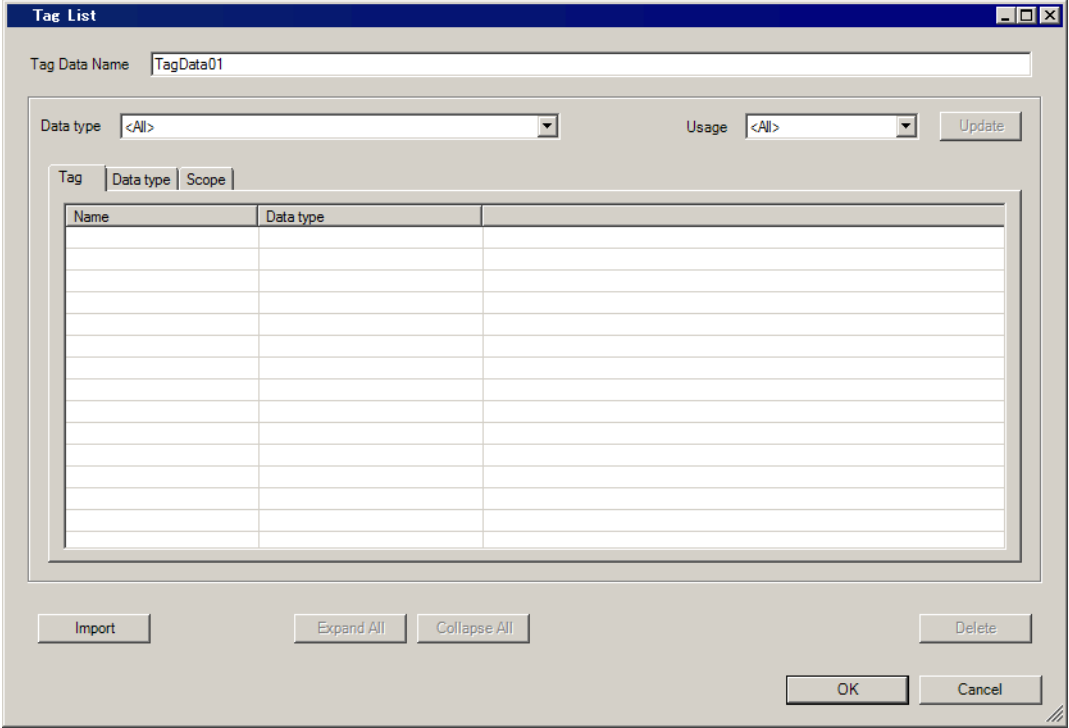 Tag List
Tag Data Name TagData01
Data type <All> Usage <All> Update
Tag Data type Scope
Name Data type
Import Expand All Collapse All Delete
OK Cancel